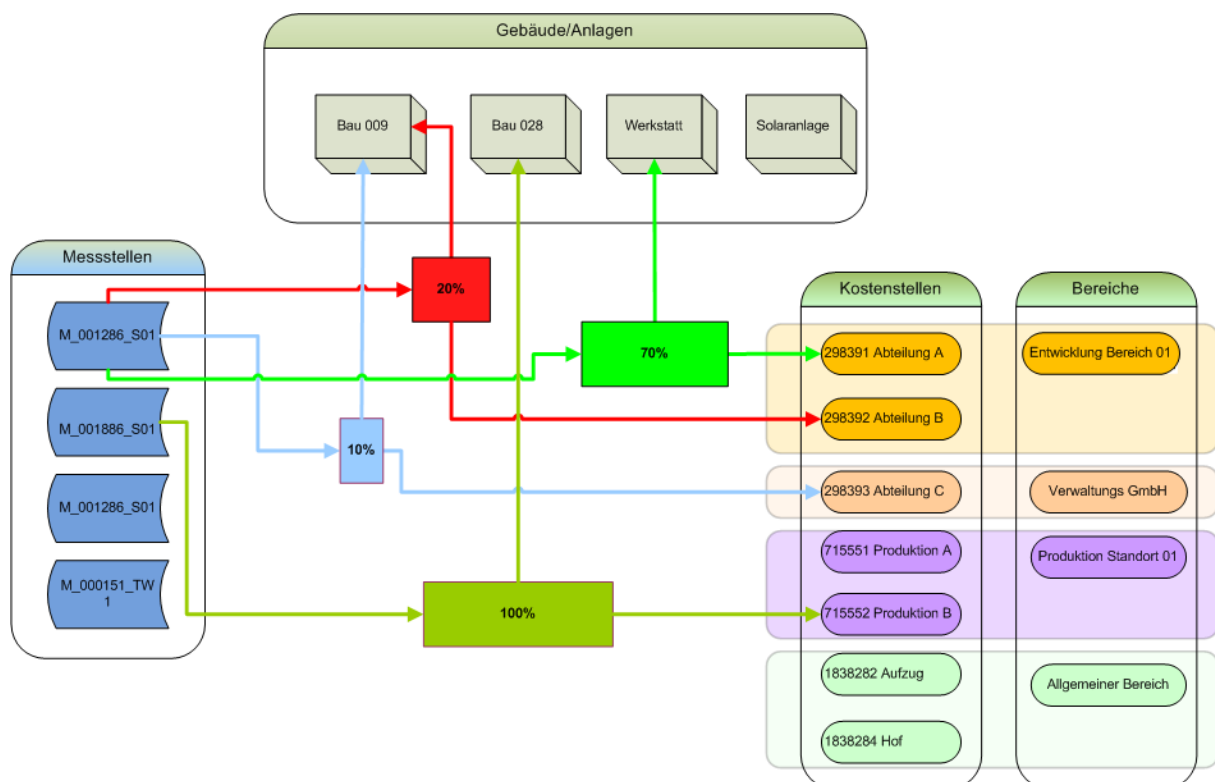 Gebäude/Anlagen
Bau 009
Bau 028
Werkstatt
Solaranlage
Messstellen
M_001286_S01
M_001886_S01
M_001286_S01
M_000151_TW
1
20%
70%
10%
100%
Kostenstellen
298391 Abteilung A
298392 Abteilung B
298393 Abteilung C
715551 Produktion A
715552 Produktion B
1838282 Aufzug
1838284 Hof
Bereiche
Entwicklung Bereich 01
Verwaltungs GmbH
Produktion Standort 01
Allgemeiner Bereich